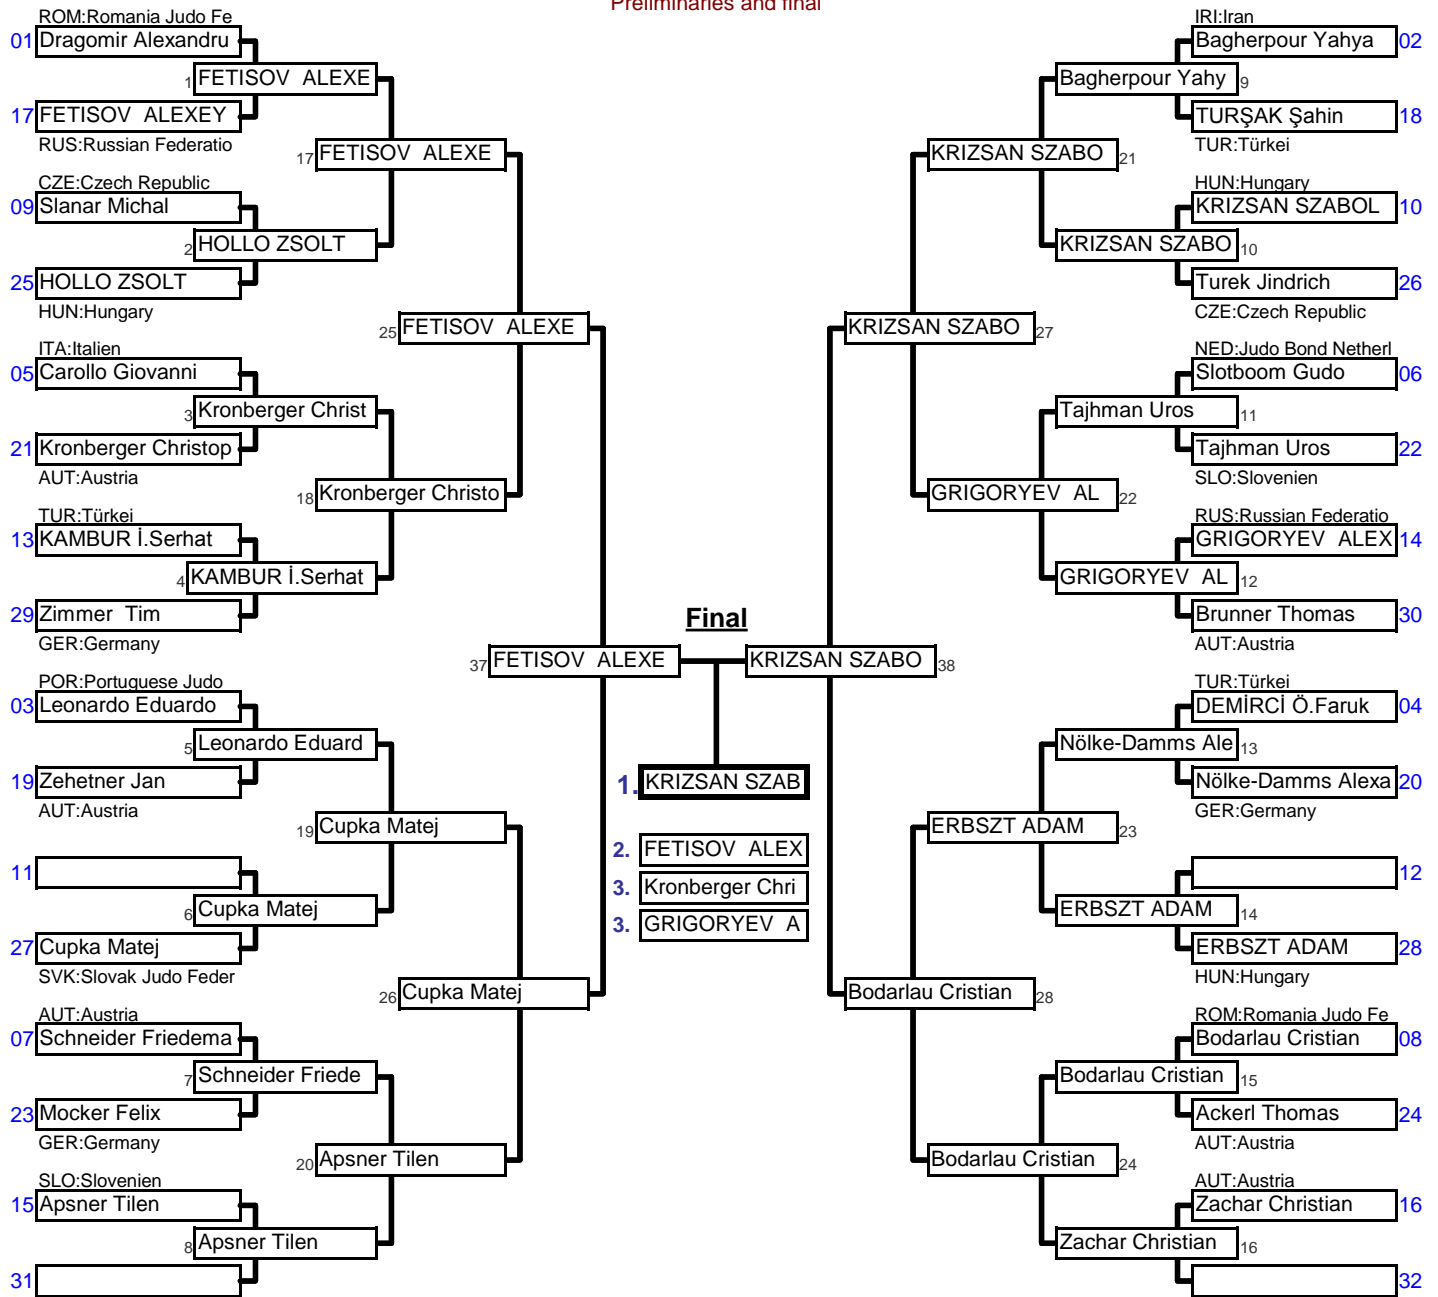 Preliminaries and final
ROM:Romania Judo Fe
01 Dragomir Alexandru
1 FETISOV ALEXE
17 FETISOV ALEXEY
RUS:Russian Federatio
17 FETISOV ALEXE
CZE:Czech Republic
09 Slanar Michal
2 HOLLO ZSOLT
25 HOLLO ZSOLT
HUN:Hungary
25 FETISOV ALEXE
ITA:Italien
05 Carollo Giovanni
3 Kronberger Christ
21 Kronberger Christop
AUT:Austria
18 Kronberger Christo
TUR:Türkei
13 KAMBUR İ.Serhat
4 KAMBUR İ.Serhat
29 Zimmer Tim
GER:Germany
37 FETISOV ALEXE
POR:Portuguese Judo
03 Leonardo Eduardo
5 Leonardo Eduard
19 Zehetner Jan
AUT:Austria
19 Cupka Matej
11
6 Cupka Matej
27 Cupka Matej
SVK:Slovak Judo Feder
26 Cupka Matej
AUT:Austria
07 Schneider Friedema
7 Schneider Friede
23 Mocker Felix
GER:Germany
20 Apsner Tilen
SLO:Slovenien
15 Apsner Tilen
8 Apsner Tilen
31
Final
1. KRIZSAN SZAB
2. FETISOV ALEX
3. Kronberger Chri
3. GRIGORYEV A
IRI:Iran
Bagherpour Yahya 02
Bagherpour Yahy 9
TURŞAK Şahin 18
TUR:Türkei
KRIZSAN SZABO 21
HUN:Hungary
KRIZSAN SZABOL 10
KRIZSAN SZABO 10
Turek Jindrich 26
CZE:Czech Republic
KRIZSAN SZABO 27
NED:Judo Bond Netherl
Slotboom Gudo 06
Tajhman Uros 11
Tajhman Uros 22
SLO:Slovenien
GRIGORYEV AL 22
RUS:Russian Federatio
GRIGORYEV ALEX 14
GRIGORYEV AL 12
Brunner Thomas 30
AUT:Austria
KRIZSAN SZABO 38
TUR:Türkei
DEMİRCİ Ö.Faruk 04
Nölke-Damms Ale 13
Nölke-Damms Alexa 20
GER:Germany
ERBSZT ADAM 23
12
ERBSZT ADAM 14
ERBSZT ADAM 28
HUN:Hungary
Bodarlau Cristian 28
ROM:Romania Judo Fe
Bodarlau Cristian 08
Bodarlau Cristian 15
Ackerl Thomas 24
AUT:Austria
Bodarlau Cristian 24
AUT:Austria
Zachar Christian 16
Zachar Christian 16
32